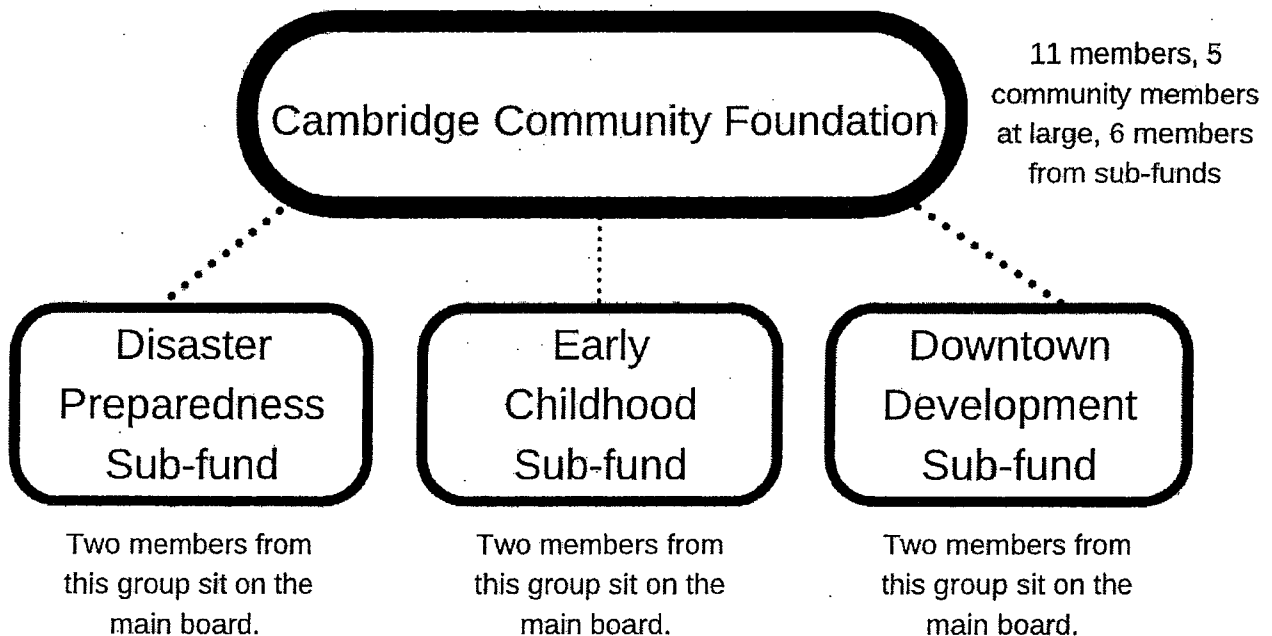 Cambridge Community Foundation
11 members, 5
community members
at large, 6 members
from sub-funds
Disaster
Preparedness
Sub-fund
Two members from
this group sit on the
main board.
Early
Childhood
Sub-fund
Two members from
this group sit on the
main board.
Downtown
Development
Sub-fund
Two members from
this group sit on the
main board.